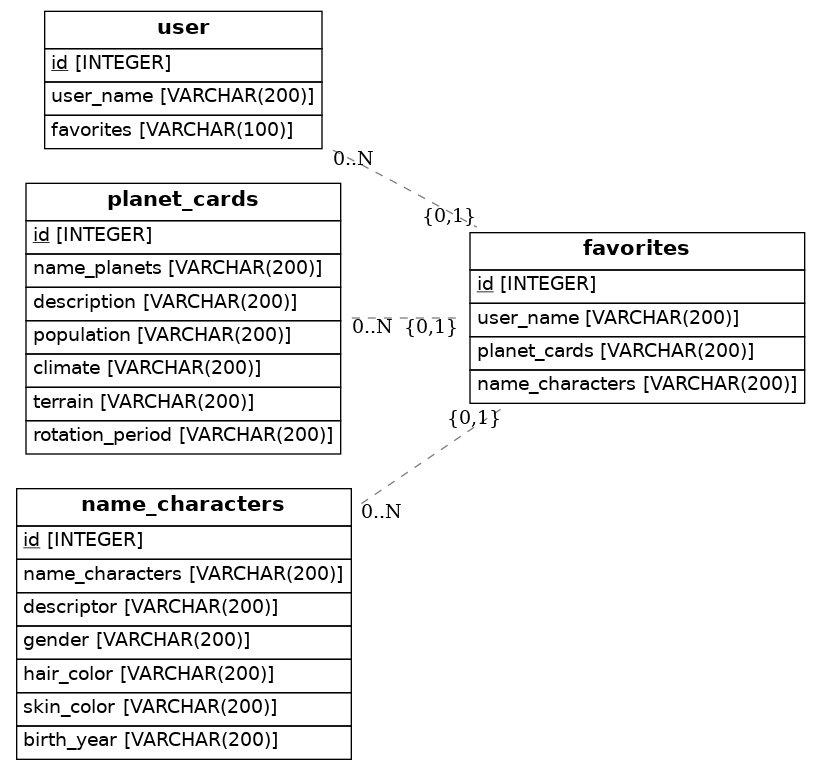 user
id [INTEGER]
user_name [VARCHAR(200)]
favorites [VARCHAR(100)]
0..N
{0,1}
planet_cards
id [INTEGER]
name_planets [VARCHAR(200)]
description [VARCHAR(200)]
population [VARCHAR(200)]
climate [VARCHAR(200)]
terrain [VARCHAR(200)]
rotation_period [VARCHAR(200)]
0..N {0,1}
favorites
id [INTEGER]
user_name [VARCHAR(200)]
planet_cards [VARCHAR(200)]
name_characters [VARCHAR(200)]
{0,1}
0..N
name_characters
id [INTEGER]
name_characters [VARCHAR(200)]
descriptor [VARCHAR(200)]
gender [VARCHAR(200)]
hair_color [VARCHAR(200)]
skin_color [VARCHAR(200)]
birth_year [VARCHAR(200)]